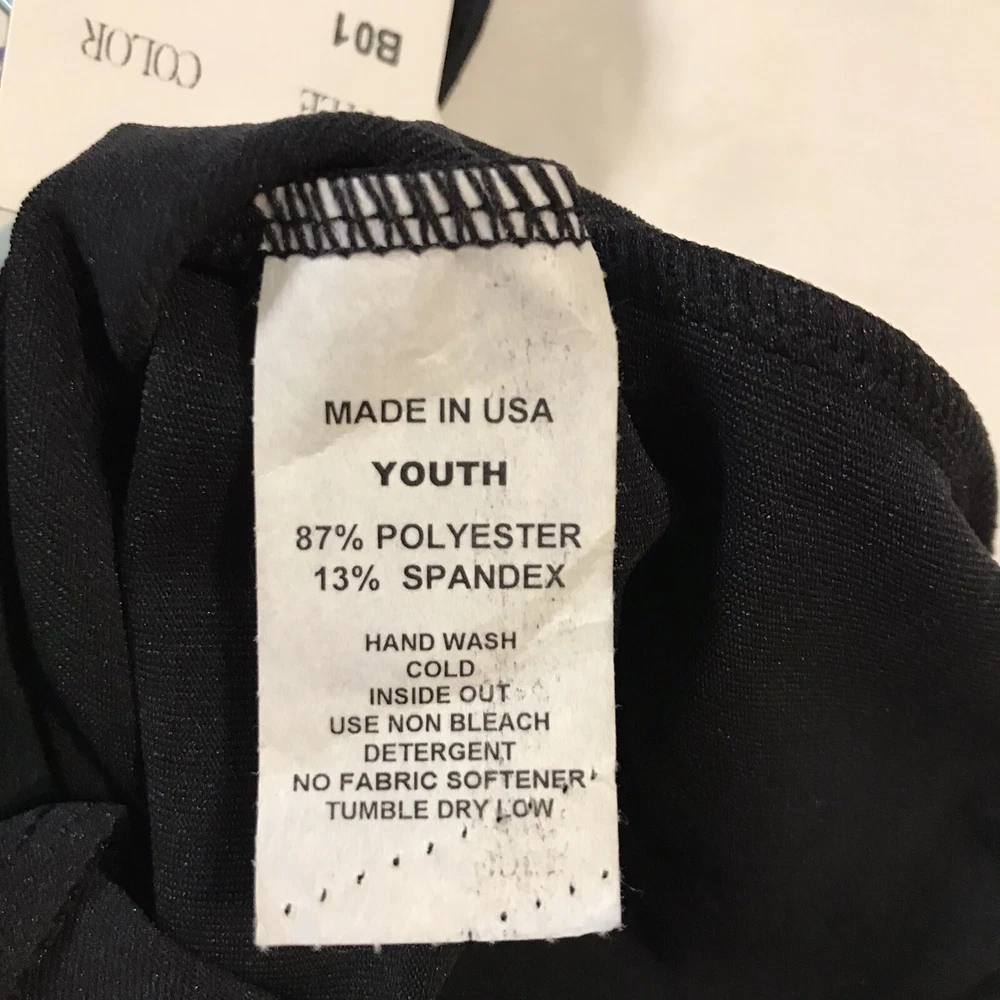 B01
COLOR
MADE IN USA
YOUTH
87% POLYESTER
13% SPANDEX
HAND WASH
COLD
INSIDE OUT
USE NON BLEACH
DETERGENT
NO FABRIC SOFTENER
TUMBLE DRY LOW